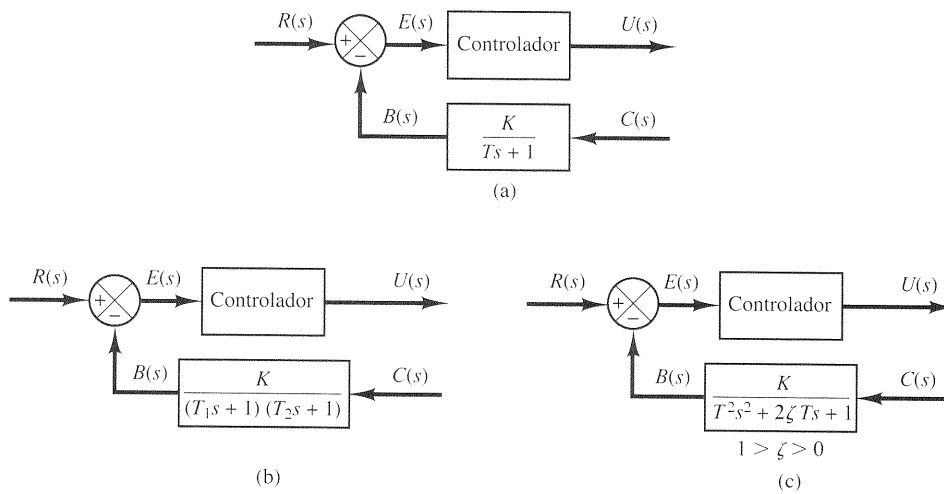 R(s)
+
−
E(s)
Controlador
U(s)
B(s)
K
Ts + 1
C(s)
(a)
R(s)
+
−
E(s)
Controlador
U(s)
B(s)
K
(T₁s + 1) (T₂s + 1)
C(s)
(b)
R(s)
+
−
E(s)
Controlador
U(s)
B(s)
K
T²s² + 2ζ Ts + 1
C(s)
1 > ζ > 0
(c)